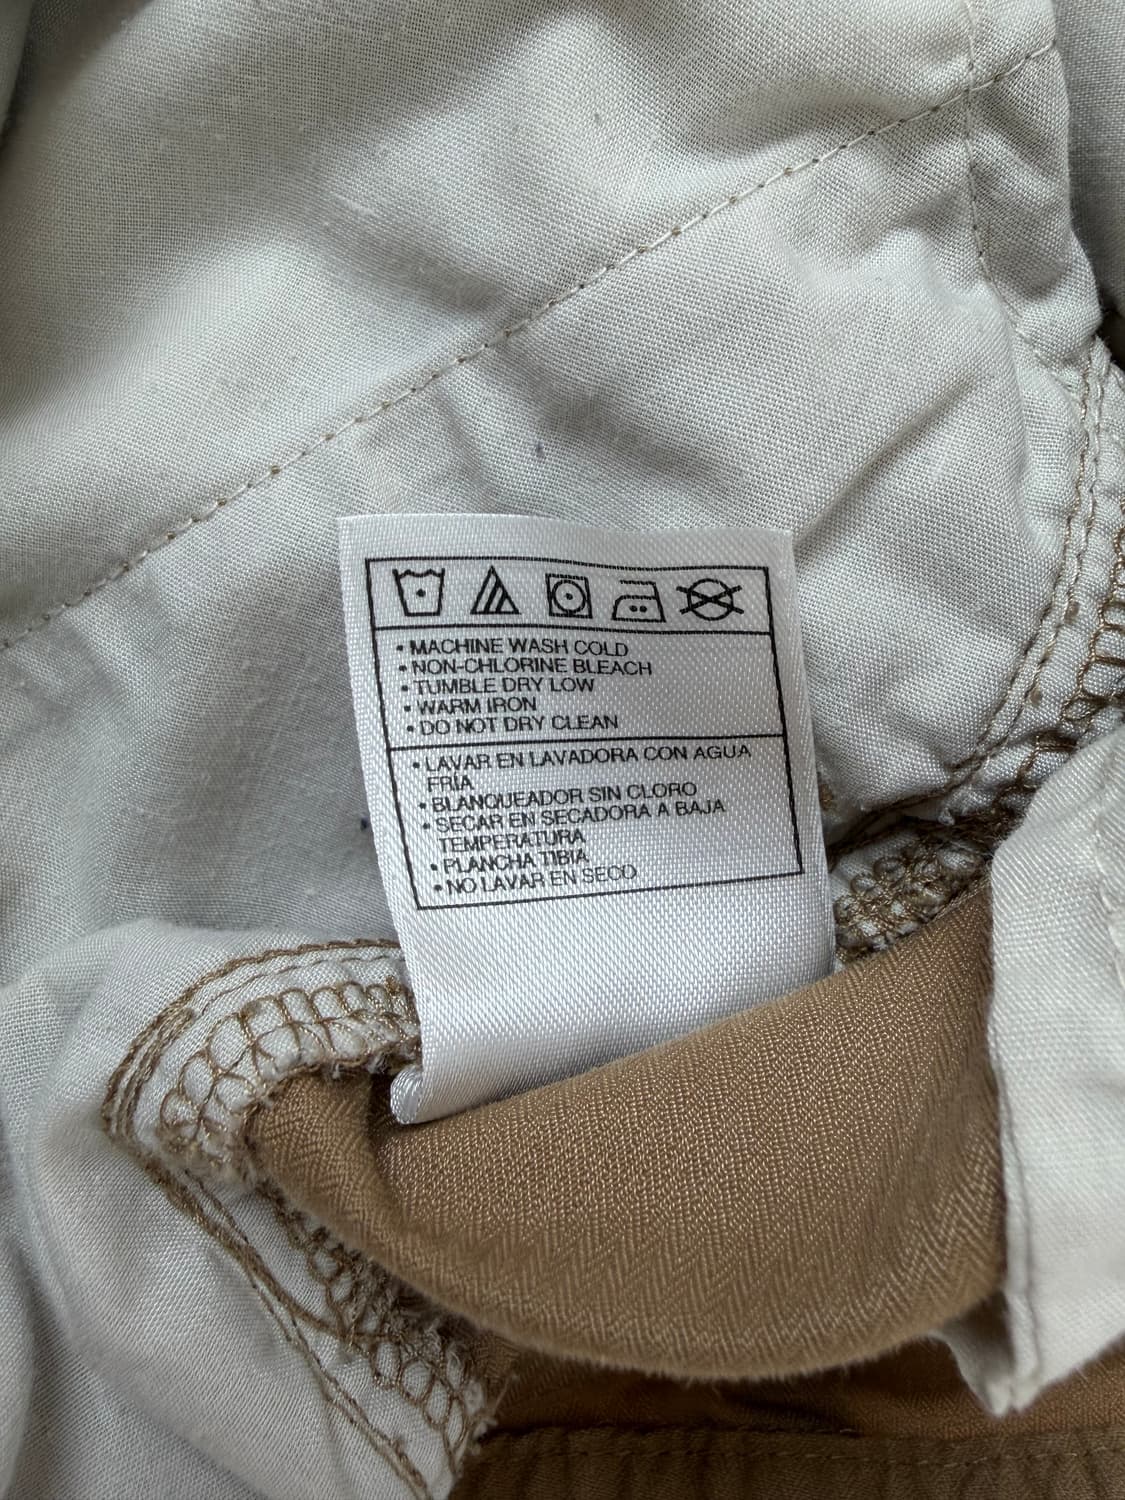 • MACHINE WASH COLD
• NON-CHLORINE BLEACH
• TUMBLE DRY LOW
• WARM IRON
• DO NOT DRY CLEAN
• LAVAR EN LAVADORA CON AGUA
FRÍA
• BLANQUEADOR SIN CLORO
• SECAR EN SECADORA A BAJA
TEMPERATURA
• PLANCHA TIBIA
• NO LAVAR EN SECO